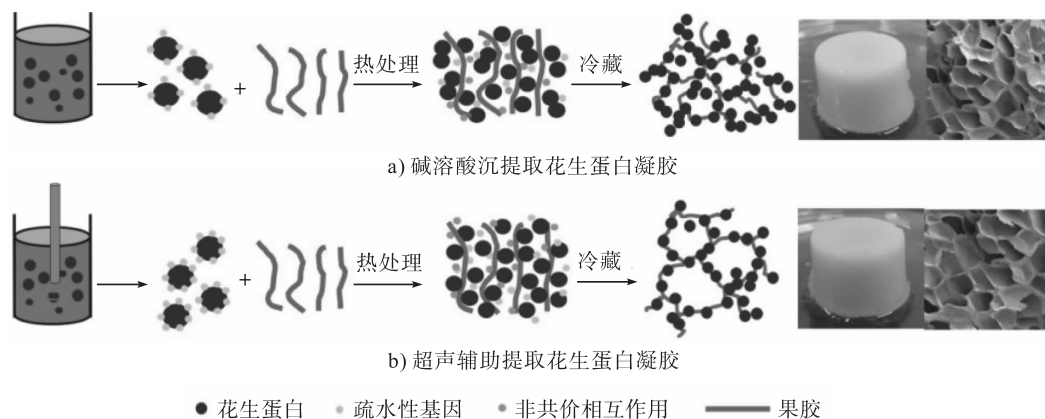 热处理
冷藏
+
a) 碱溶酸沉提取花生蛋白凝胶
热处理
冷藏
+
b) 超声辅助提取花生蛋白凝胶
花生蛋白 疏水性基因 非共价相互作用 果胶